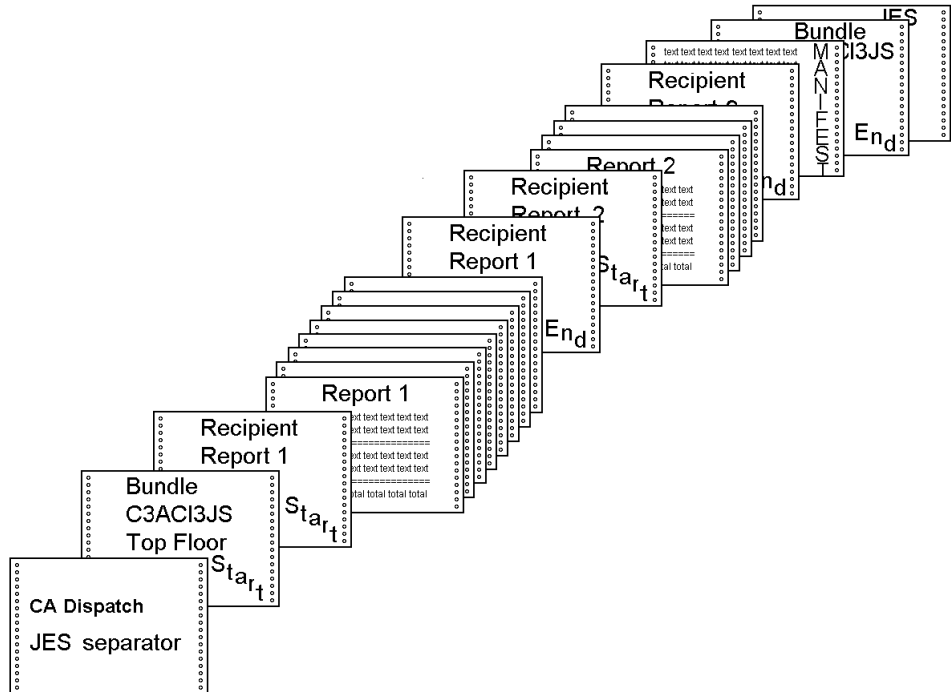 JES
Bundle
CI3JS
End
text text text text text text text
MANIFEST
Recipient
End
Report 2
text text
text
======
text
text text
======
total total
Recipient
Report 2
Start
Recipient
Report 1
End
Report 1
text text text text text
text text text text text
==============
text text text text text
text text text text text
==============
total total total total
Recipient
Report 1
Start
Bundle
C3ACI3JS
Top Floor
Start
CA Dispatch
JES separator